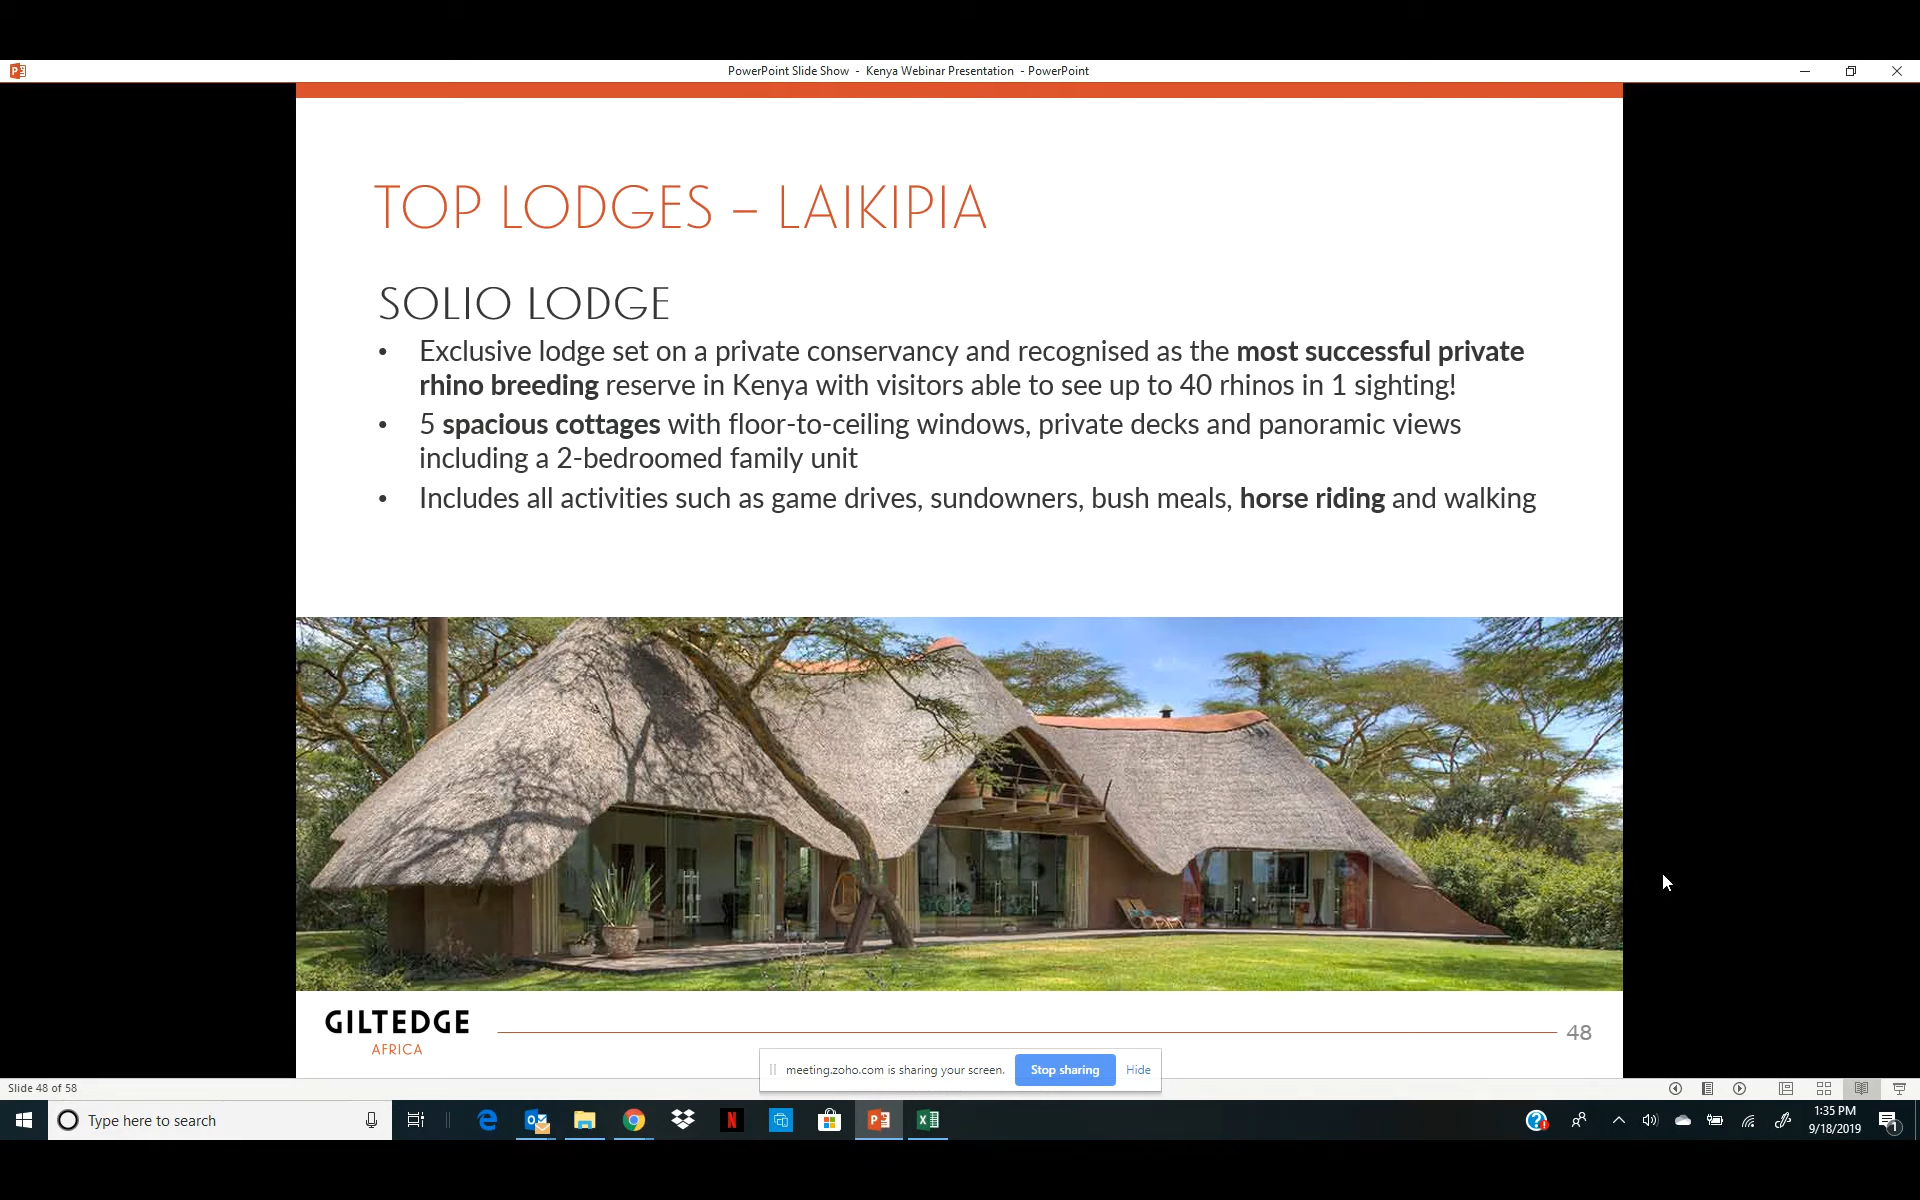 PowerPoint Slide Show - Kenya Webinar Presentation - PowerPoint
TOP LODGES – LAIKIPIA
SOLIO LODGE
• Exclusive lodge set on a private conservancy and recognised as the most successful private
rhino breeding reserve in Kenya with visitors able to see up to 40 rhinos in 1 sighting!
• 5 spacious cottages with floor-to-ceiling windows, private decks and panoramic views
including a 2-bedroomed family unit
• Includes all activities such as game drives, sundowners, bush meals, horse riding and walking
GILTEDGE
AFRICA
48
meeting.zoho.com is sharing your screen. Stop sharing Hide
Slide 48 of 58
Type here to search
1:35 PM
9/18/2019
1